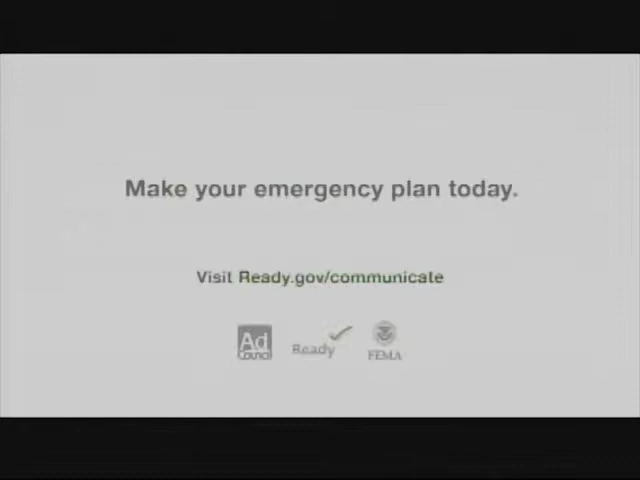 Make your emergency plan today.
Visit Ready.gov/communicate
Ad
COUNCIL
Ready
FEMA